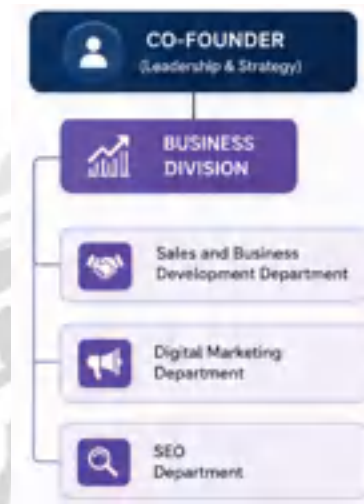 CO-FOUNDER
(Leadership & Strategy)
BUSINESS
DIVISION
Sales and Business
Development Department
Digital Marketing
Department
SEO
Department